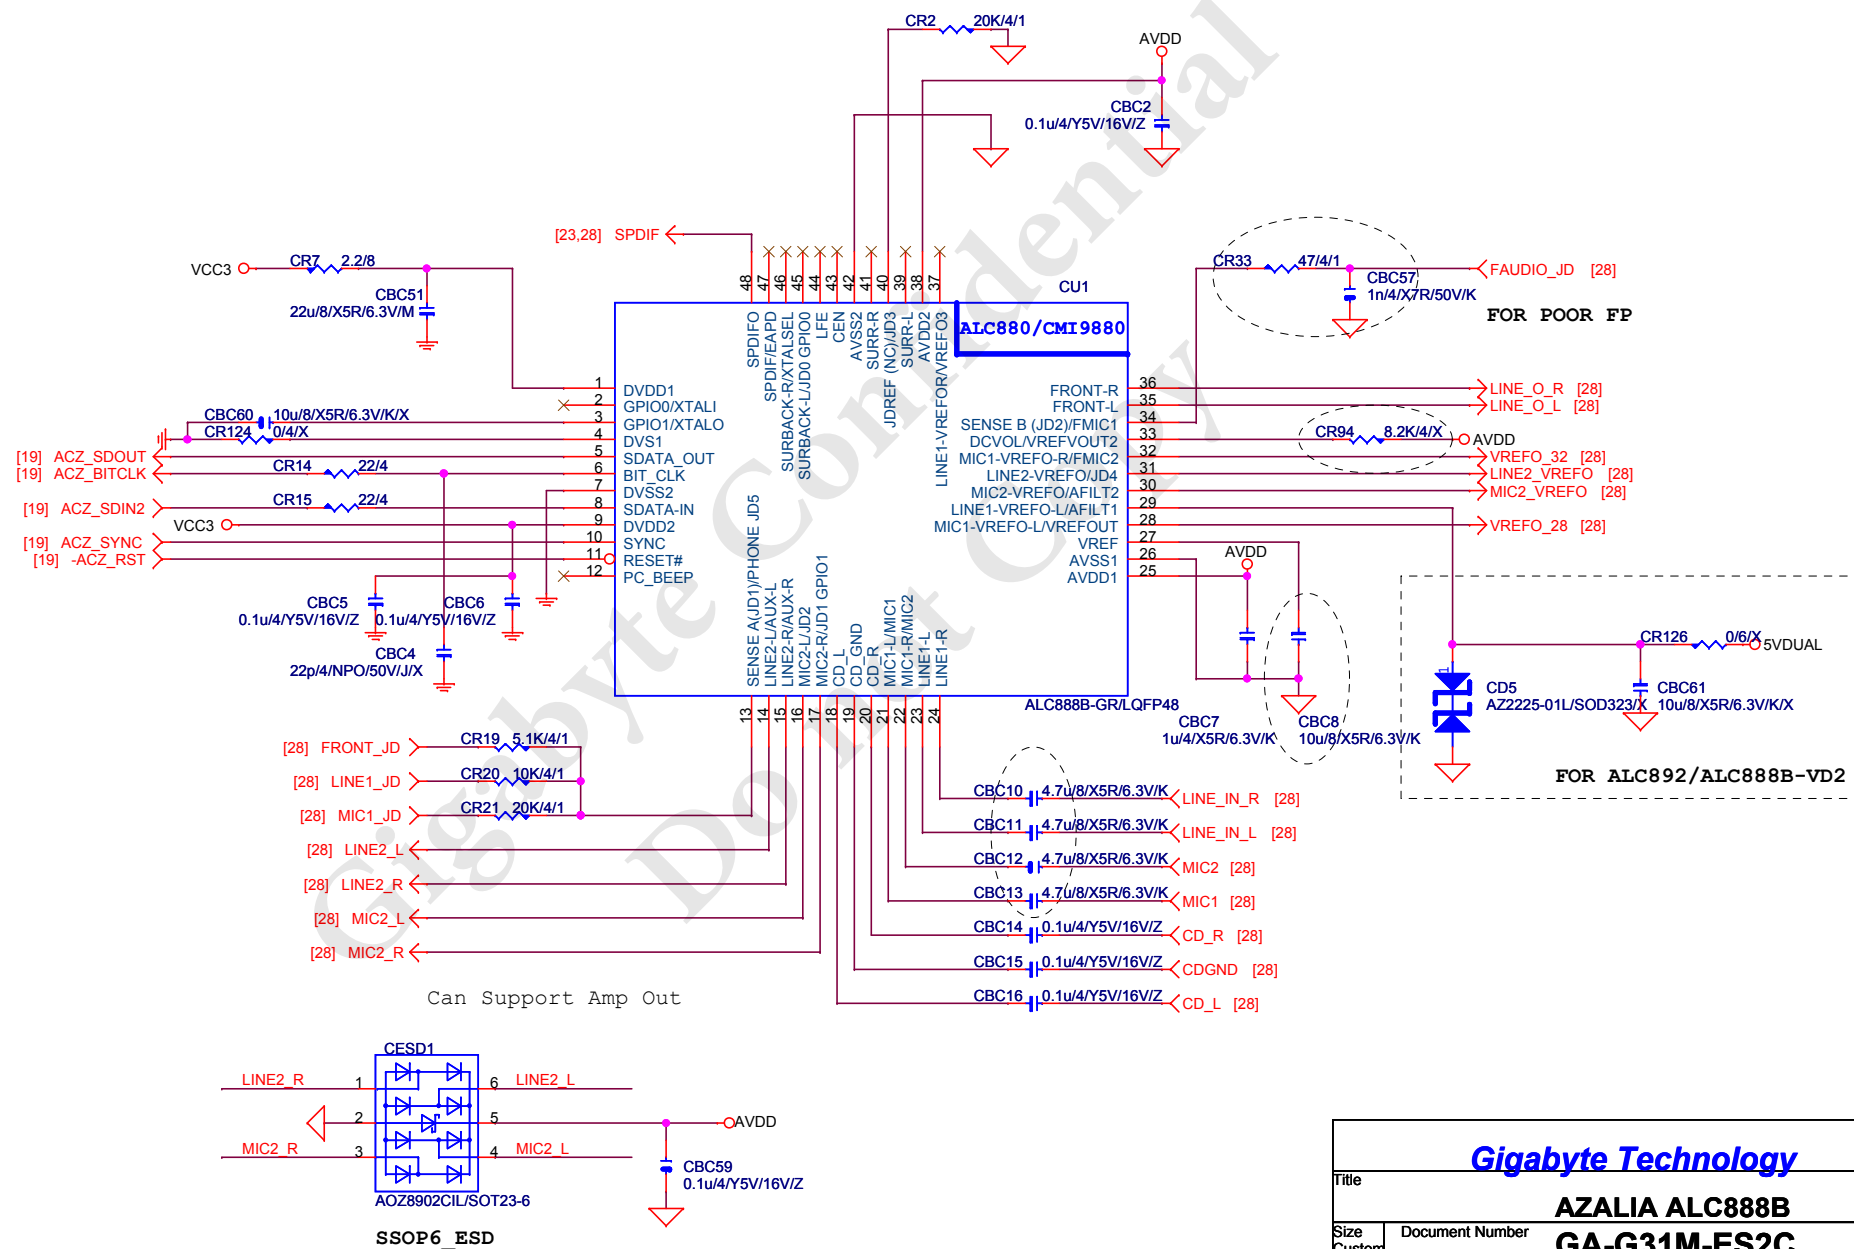 CR2 20K/4/1
AVDD
CBC2
0.1u/4/Y5V/16V/Z
[23,28] SPDIF
VCC3 CR7 2.2/8
CBC51
22u/8/X5R/6.3V/M
CR33 47/4/1
FAUDIO_JD [28]
CBC57
1n/4/X7R/50V/K
FOR POOR FP
CU1
ALC880/CMI9880
48 47 46 45 44 43 42 41 40 39 38 37
SPDIFO
SPDIF/EAPD
SURBACK-R/XTALSEL
SURBACK-L/JD0 GPIO0
LFE
CEN
AVSS2
SURR-R
JDREF (NC)/JD3
SURR-L
AVDD2
LINE1-VREFOR/VREFO3
1 DVDD1
2 GPIO0/XTALI
3 GPIO1/XTALO
4 DVS1
5 SDATA_OUT
6 BIT_CLK
7 DVSS2
8 SDATA-IN
9 DVDD2
10 SYNC
11 RESET#
12 PC_BEEP
FRONT-R 36
FRONT-L 35
SENSE B (JD2)/FMIC1 34
DCVOL/VREFVOUT2 33
MIC1-VREFO-R/FMIC2 32
LINE2-VREFO/JD4 31
MIC2-VREFO/AFILT2 30
LINE1-VREFO-L/AFILT1 29
MIC1-VREFO-L/VREFOUT 28
VREF 27
AVSS1 26
AVDD1 25
CBC60 10u/8/X5R/6.3V/K/X
CR124 0/4/X
[19] ACZ_SDOUT
[19] ACZ_BITCLK CR14 22/4
[19] ACZ_SDIN2 CR15 22/4
VCC3
[19] ACZ_SYNC
[19] -ACZ_RST
CBC5
0.1u/4/Y5V/16V/Z
CBC6
0.1u/4/Y5V/16V/Z
CBC4
22p/4/NPO/50V/J/X
LINE_O_R [28]
LINE_O_L [28]
CR94 8.2K/4/X AVDD
VREFO_32 [28]
LINE2_VREFO [28]
MIC2_VREFO [28]
VREFO_28 [28]
AVDD
CBC7
1u/4/X5R/6.3V/K
CBC8
10u/8/X5R/6.3V/K
CR126 0/6/X 5VDUAL
1
CD5
AZ2225-01L/SOD323/X
CBC61
10u/8/X5R/6.3V/K/X
FOR ALC892/ALC888B-VD2
SENSE A(JD1)/PHONE JD5
LINE2-L/AUX-L
LINE2-R/AUX-R
MIC2-L/JD2
MIC2-R/JD1 GPIO1
CD_L
CD_GND
CD_R
MIC1-L/MIC1
MIC1-R/MIC2
LINE1-L
LINE1-R
13 14 15 16 17 18 19 20 21 22 23 24
ALC888B-GR/LQFP48
[28] FRONT_JD CR19 5.1K/4/1
[28] LINE1_JD CR20 10K/4/1
[28] MIC1_JD CR21 20K/4/1
[28] LINE2_L
[28] LINE2_R
[28] MIC2_L
[28] MIC2_R
CBC10 4.7u/8/X5R/6.3V/K LINE_IN_R [28]
CBC11 4.7u/8/X5R/6.3V/K LINE_IN_L [28]
CBC12 4.7u/8/X5R/6.3V/K MIC2 [28]
CBC13 4.7u/8/X5R/6.3V/K MIC1 [28]
CBC14 0.1u/4/Y5V/16V/Z CD_R [28]
CBC15 0.1u/4/Y5V/16V/Z CDGND [28]
CBC16 0.1u/4/Y5V/16V/Z CD_L [28]
Can Support Amp Out
CESD1
LINE2_R 1 6 LINE2_L
2 5 AVDD
MIC2_R 3 4 MIC2_L
AOZ8902CIL/SOT23-6
CBC59
0.1u/4/Y5V/16V/Z
SSOP6_ESD
Gigabyte Confidential
Do not Copy
Gigabyte Technology
Title
AZALIA ALC888B
Size Document Number
Custom GA-G31M-ES2C